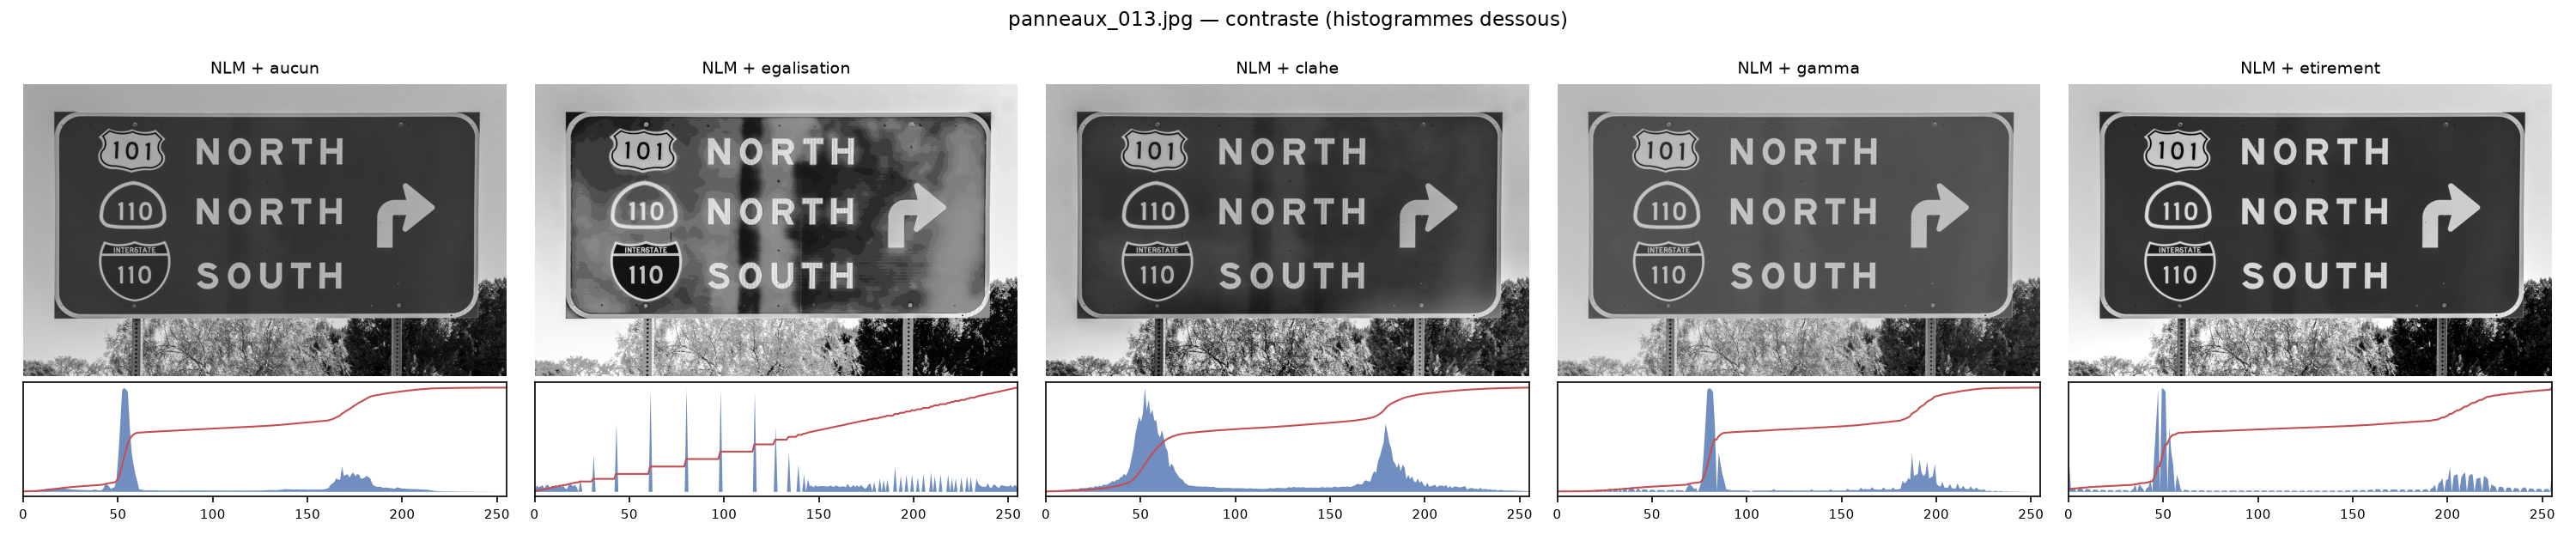 panneaux_013.jpg — contraste (histogrammes dessous)
NLM + aucun
NLM + egalisation
NLM + clahe
NLM + gamma
NLM + etirement
101 NORTH
110 NORTH
INTERSTATE
110 SOUTH
101 NORTH
110 NORTH
INTERSTATE
110 SOUTH
101 NORTH
110 NORTH
INTERSTATE
110 SOUTH
101 NORTH
110 NORTH
INTERSTATE
110 SOUTH
101 NORTH
110 NORTH
INTERSTATE
110 SOUTH
0 50 100 150 200 250
0 50 100 150 200 250
0 50 100 150 200 250
0 50 100 150 200 250
0 50 100 150 200 250